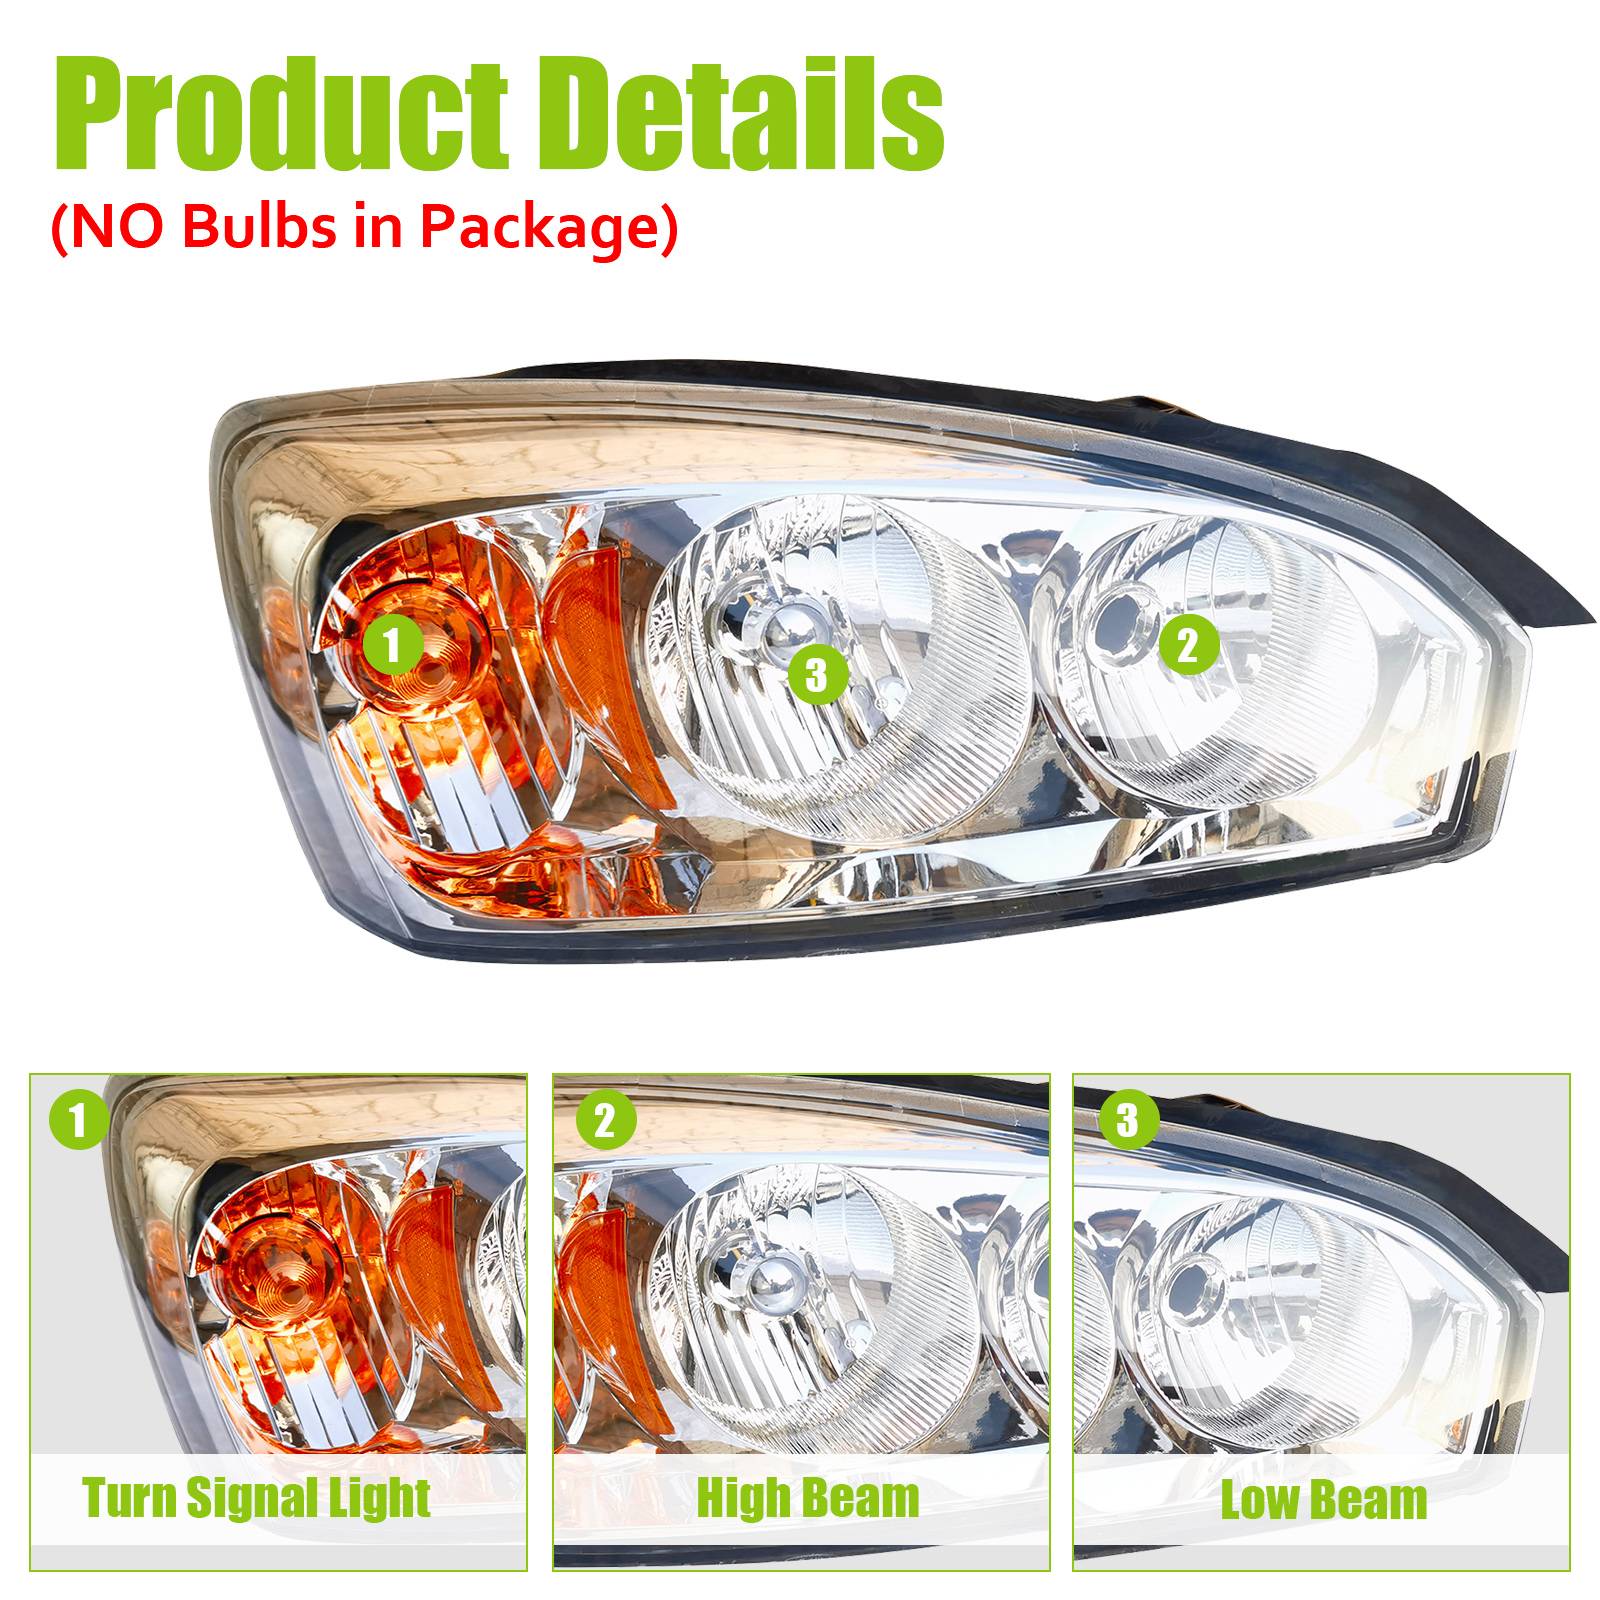 Product Details
(NO Bulbs in Package)
1
3
2
1
2
3
Turn Signal Light
High Beam
Low Beam